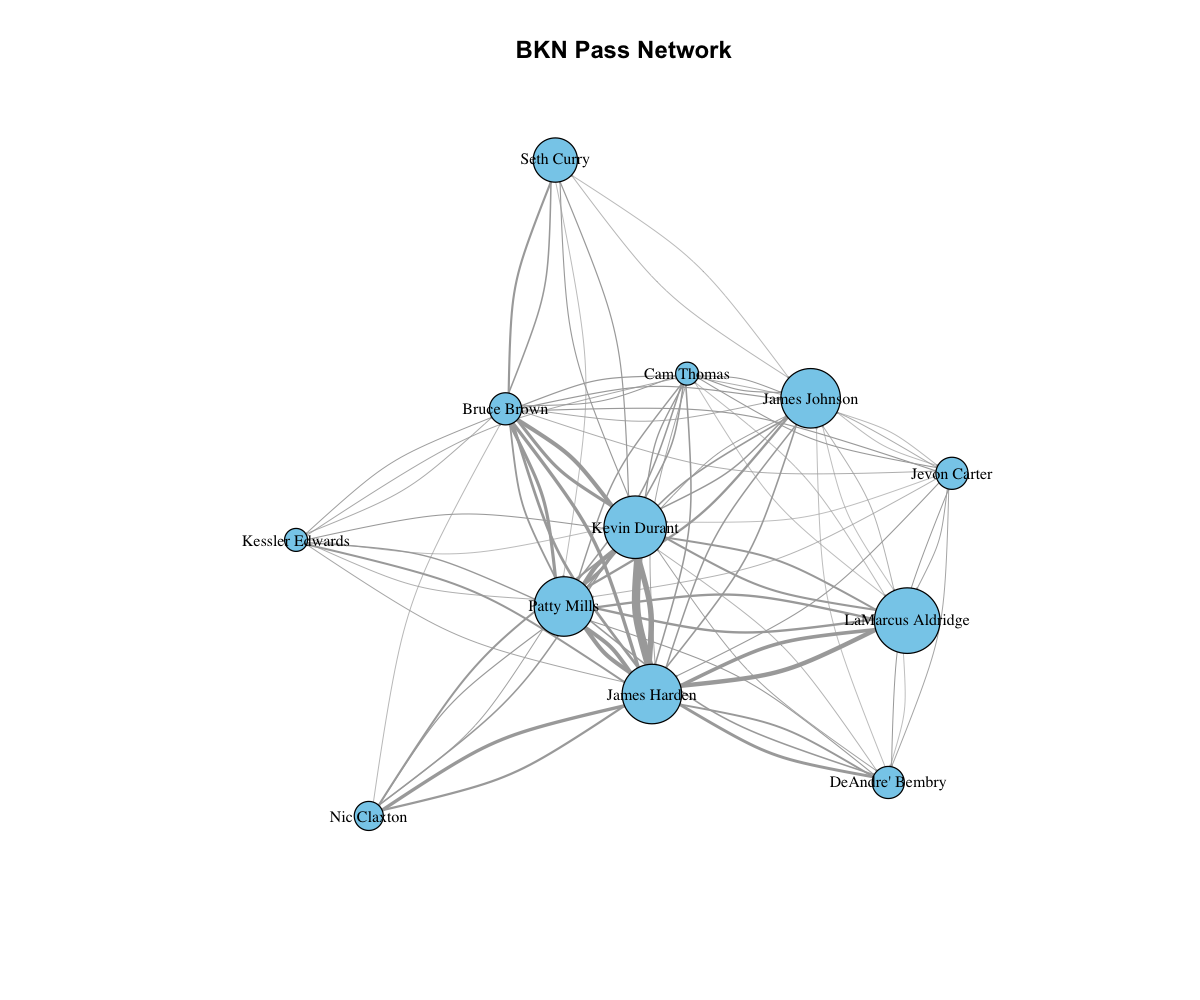 BKN Pass Network
Seth Curry
Cam Thomas
James Johnson
Bruce Brown
Jevon Carter
Kevin Durant
Kessler Edwards
Patty Mills
LaMarcus Aldridge
James Harden
DeAndre' Bembry
Nic Claxton